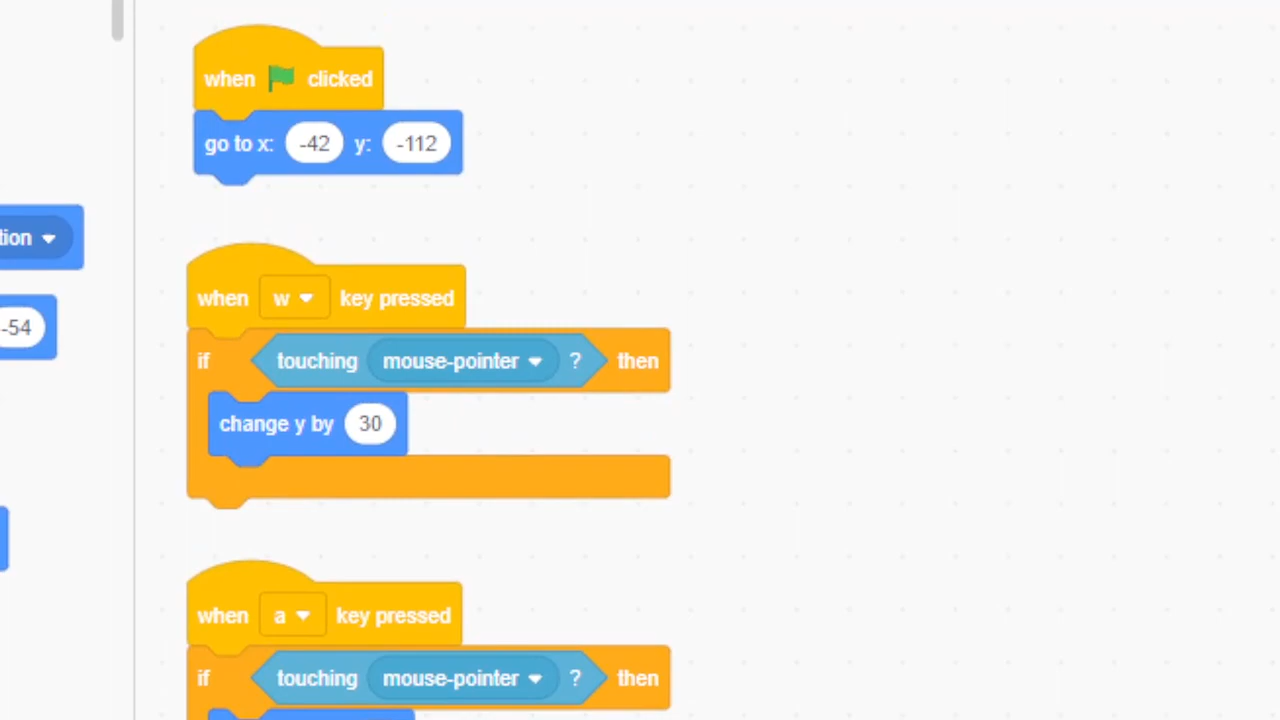 when clicked
go to x: -42 y: -112
tion
-54
when w key pressed
if touching mouse-pointer ? then
change y by 30
when a key pressed
if touching mouse-pointer ? then